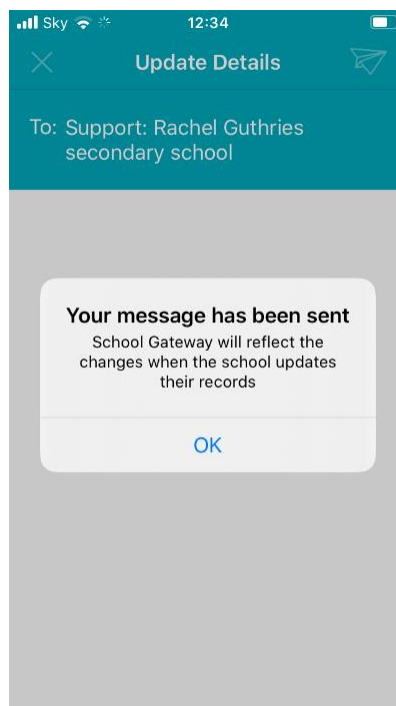 Sky 12:34
Update Details
To: Support: Rachel Guthries
secondary school
Your message has been sent
School Gateway will reflect the
changes when the school updates
their records
OK